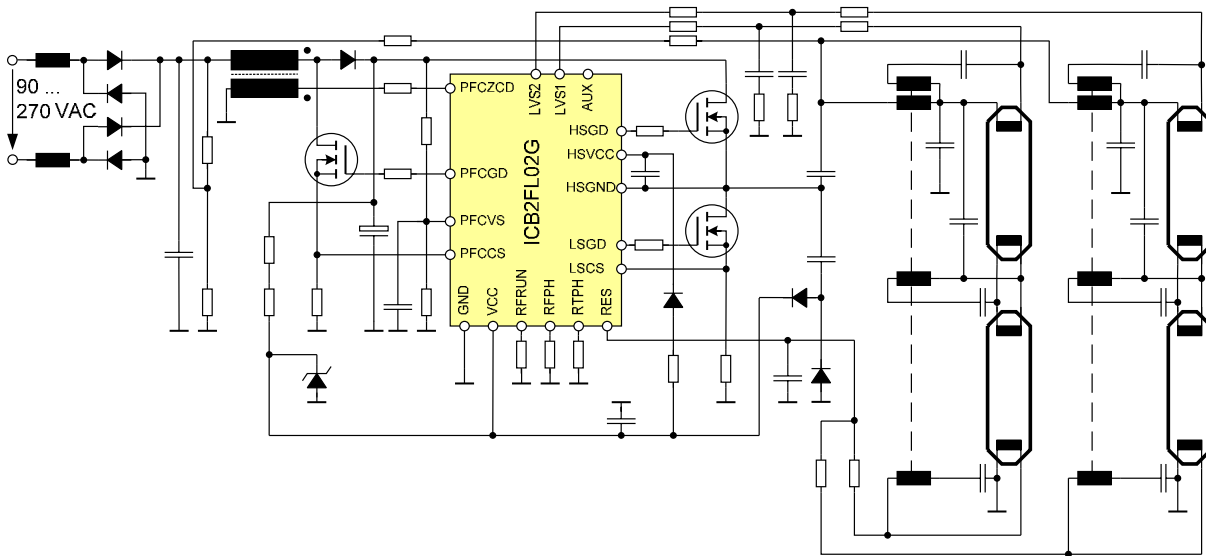 90 ...
270 VAC
LVS2
LVS1
AUX
PFCZCD
HSGD
HSVCC
PFCGD
HSGND
ICB2FL02G
PFCVS
LSGD
PFCCS
LSCS
GND
VCC
RFRUN
RFPH
RTPH
RES